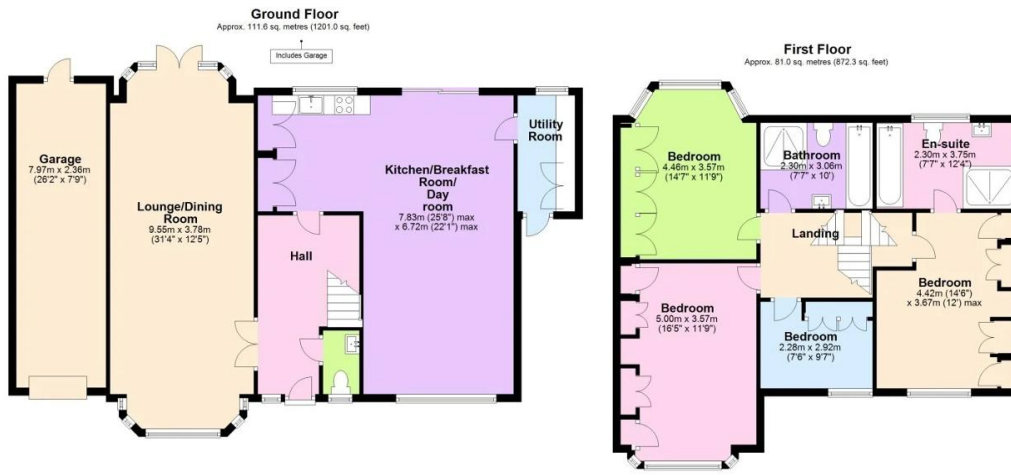 Ground Floor
Approx. 111.6 sq. metres (1201.0 sq. feet)
Includes Garage
Garage
7.97m x 2.36m
(26'2" x 7'9")
Lounge/Dining
Room
9.55m x 3.78m
(31'4" x 12'5")
Hall
Kitchen/Breakfast
Room/
Day
room
7.83m (25'8") max
x 6.72m (22'1") max
Utility
Room
First Floor
Approx. 81.0 sq. metres (872.3 sq. feet)
Bedroom
4.46m x 3.57m
(14'7" x 11'9")
Bathroom
2.30m x 3.06m
(7'7" x 10')
En-suite
2.30m x 3.75m
(7'7" x 12'4")
Landing
Bedroom
5.00m x 3.57m
(16'5" x 11'9")
Bedroom
2.28m x 2.92m
(7'6" x 9'7")
Bedroom
4.42m (14'6")
x 3.67m (12') max